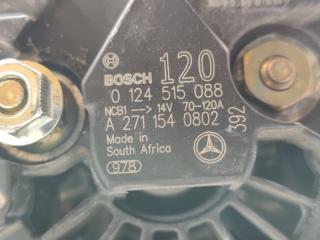 BOSCH 120
0 124 515 088
NCB1 —> 14V 70-120A
A 271 154 0802
392
Made in
South Africa
978